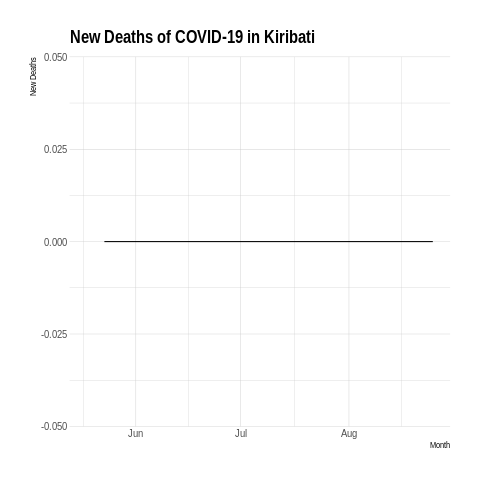 New Deaths of COVID-19 in Kiribati
New Deaths
0.050
0.025
0.000
-0.025
-0.050
Jun Jul Aug
Month